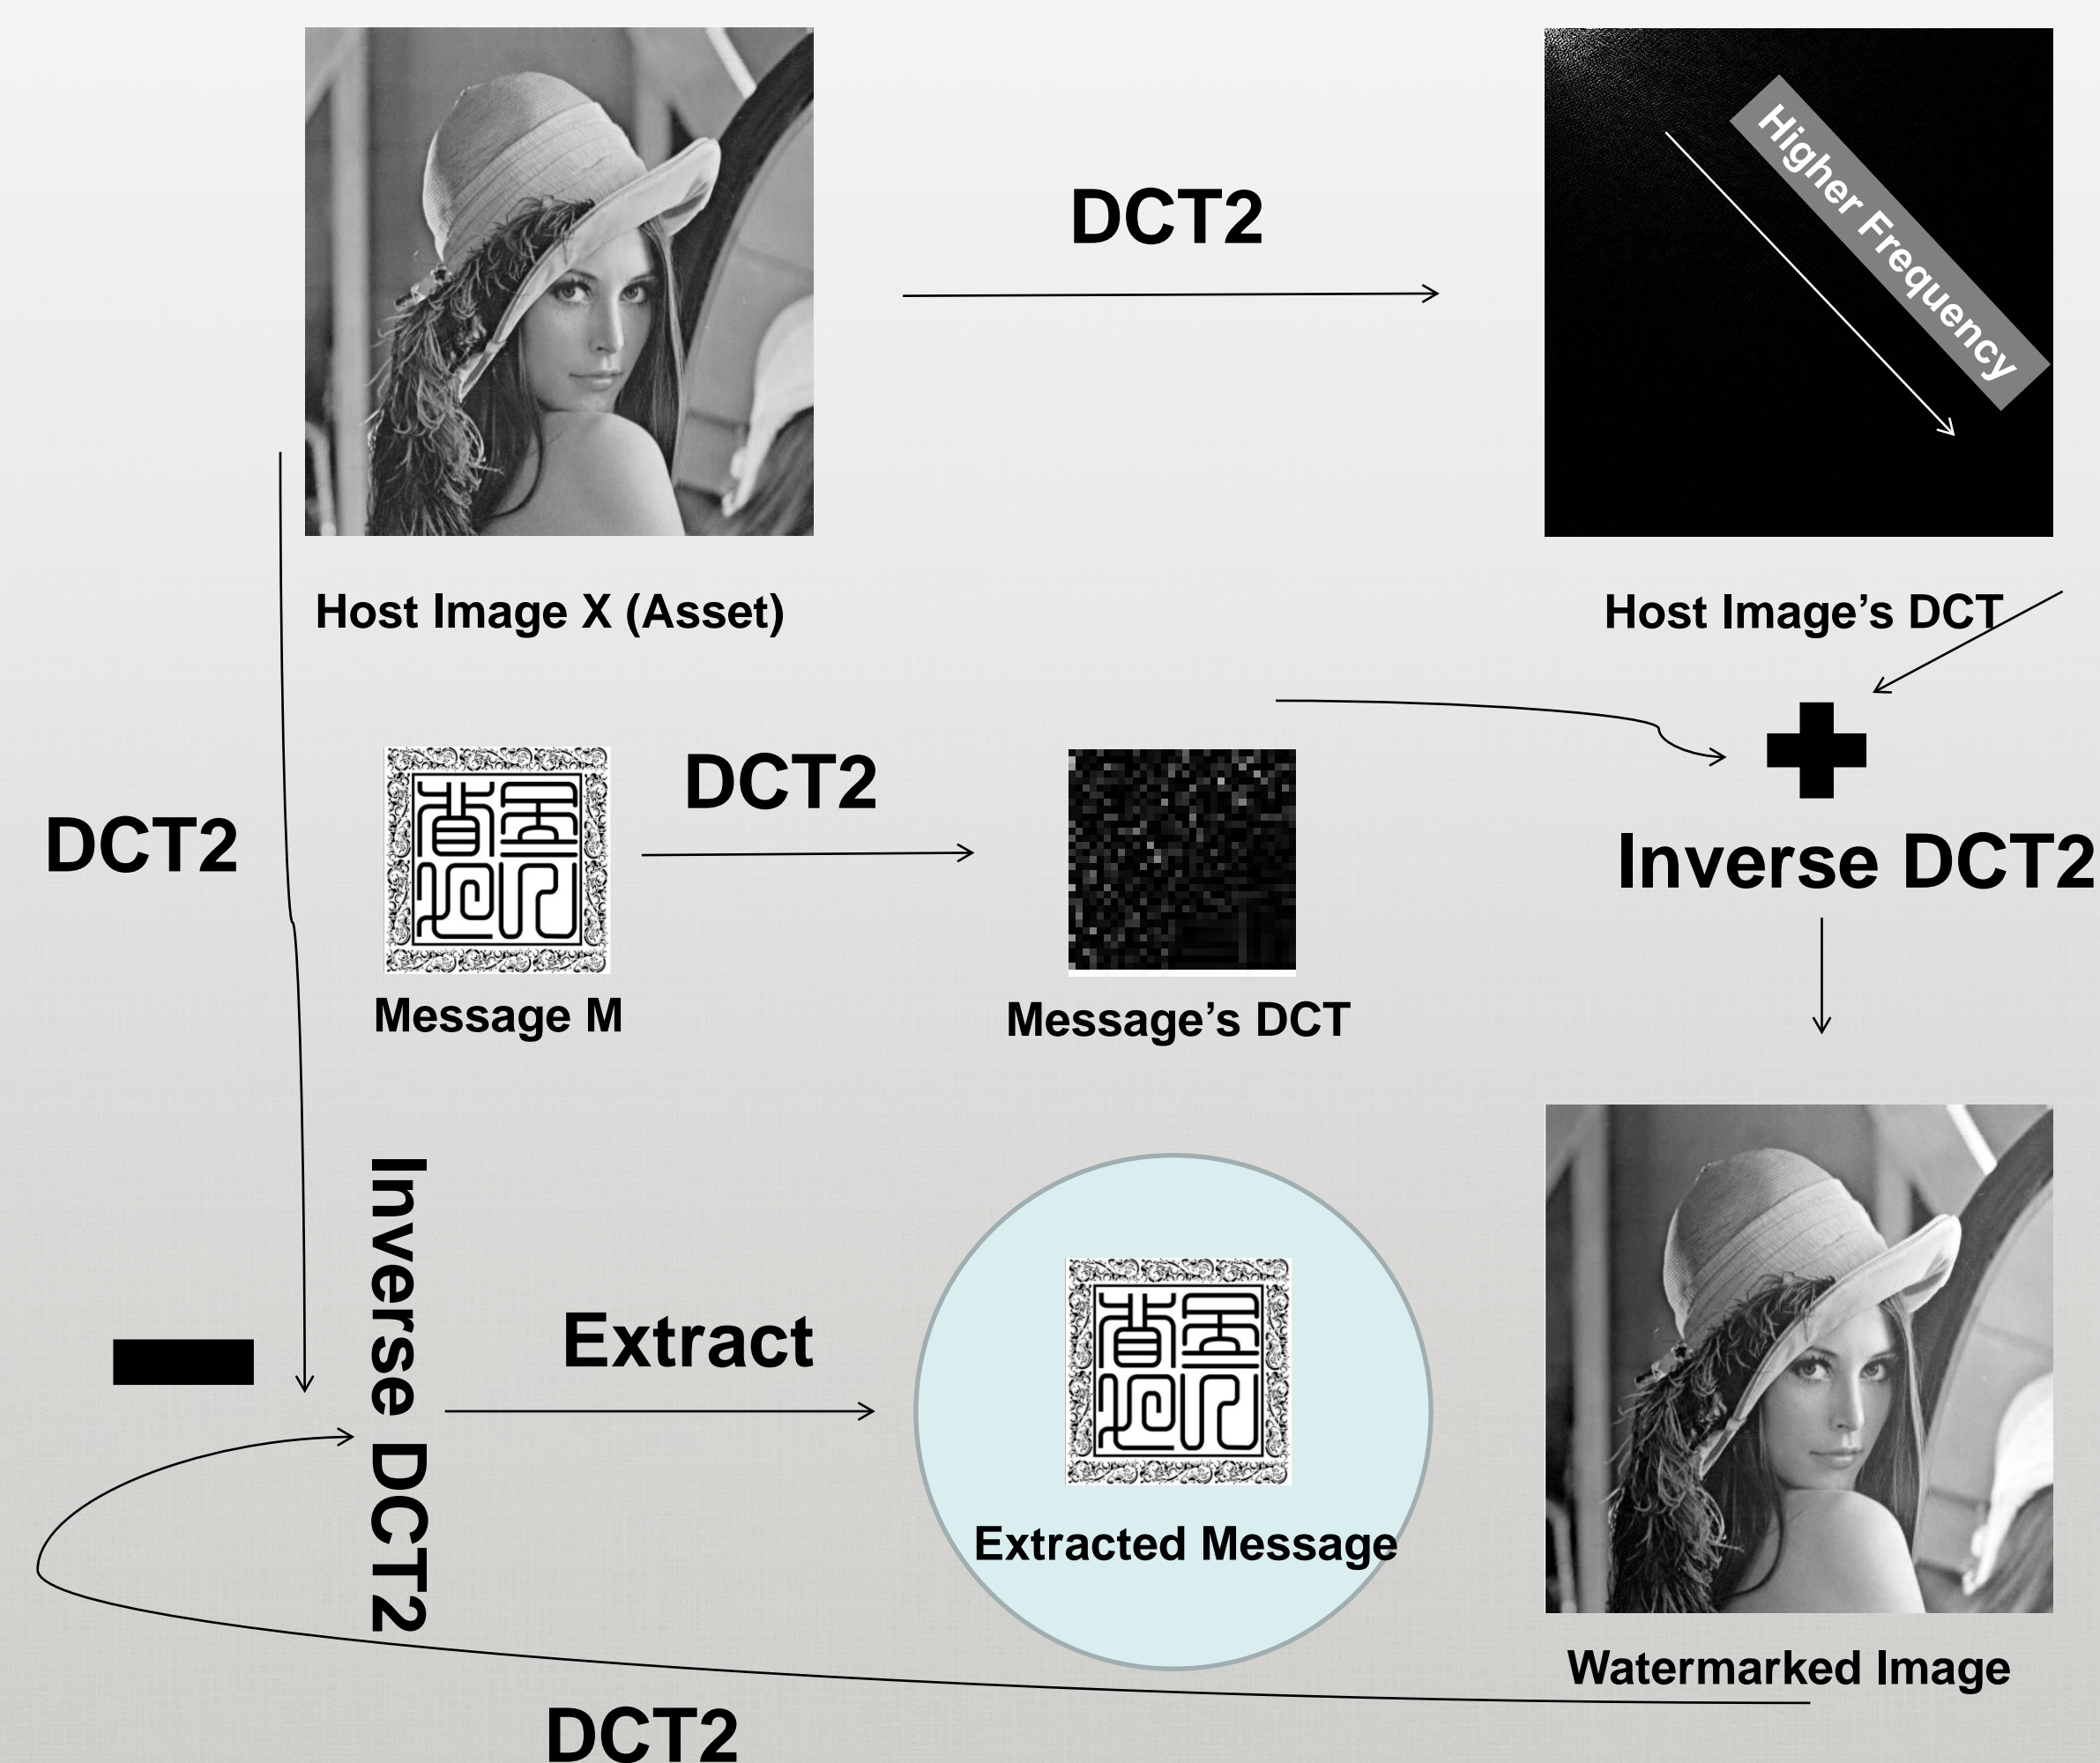 DCT2
Higher Frequency
Host Image X (Asset)
Host Image’s DCT
DCT2
DCT2
Inverse DCT2
Message M
Message’s DCT
Inverse DCT2
Extract
Extracted Message
Watermarked Image
DCT2